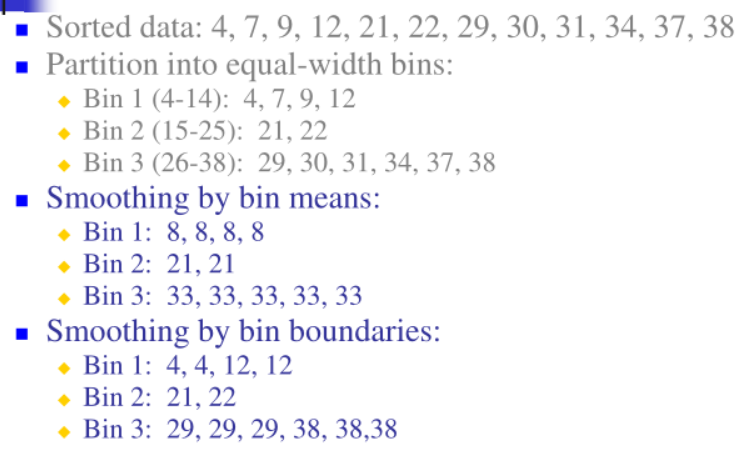 Sorted data: 4, 7, 9, 12, 21, 22, 29, 30, 31, 34, 37, 38
Partition into equal-width bins:
Bin 1 (4-14): 4, 7, 9, 12
Bin 2 (15-25): 21, 22
Bin 3 (26-38): 29, 30, 31, 34, 37, 38
Smoothing by bin means:
Bin 1: 8, 8, 8, 8
Bin 2: 21, 21
Bin 3: 33, 33, 33, 33, 33
Smoothing by bin boundaries:
Bin 1: 4, 4, 12, 12
Bin 2: 21, 22
Bin 3: 29, 29, 29, 38, 38,38